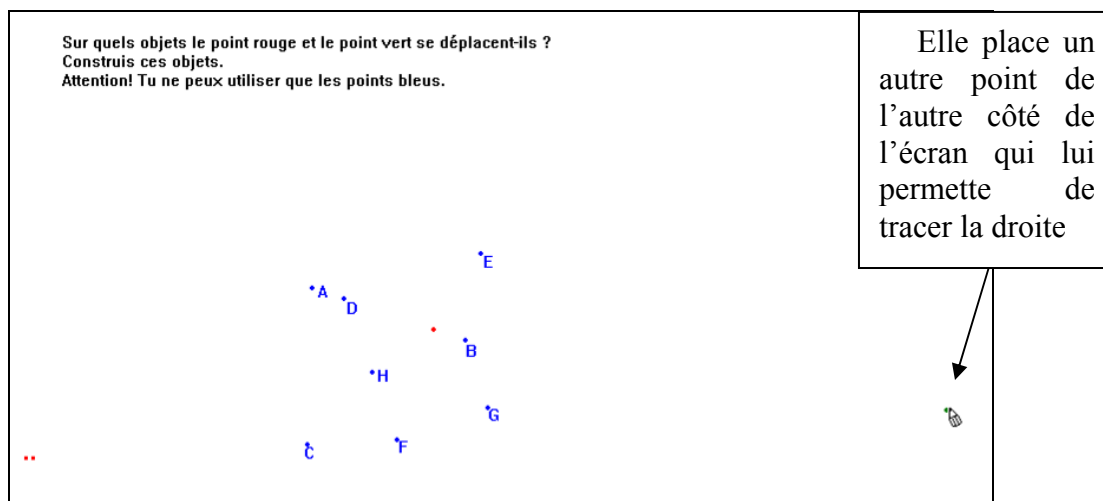 Sur quels objets le point rouge et le point vert se déplacent-ils ?
Construis ces objets.
Attention! Tu ne peux utiliser que les points bleus.
Elle place un
autre point de
l'autre côté de
l'écran qui lui
permette de
tracer la droite
E
A
D
B
H
G
F
C